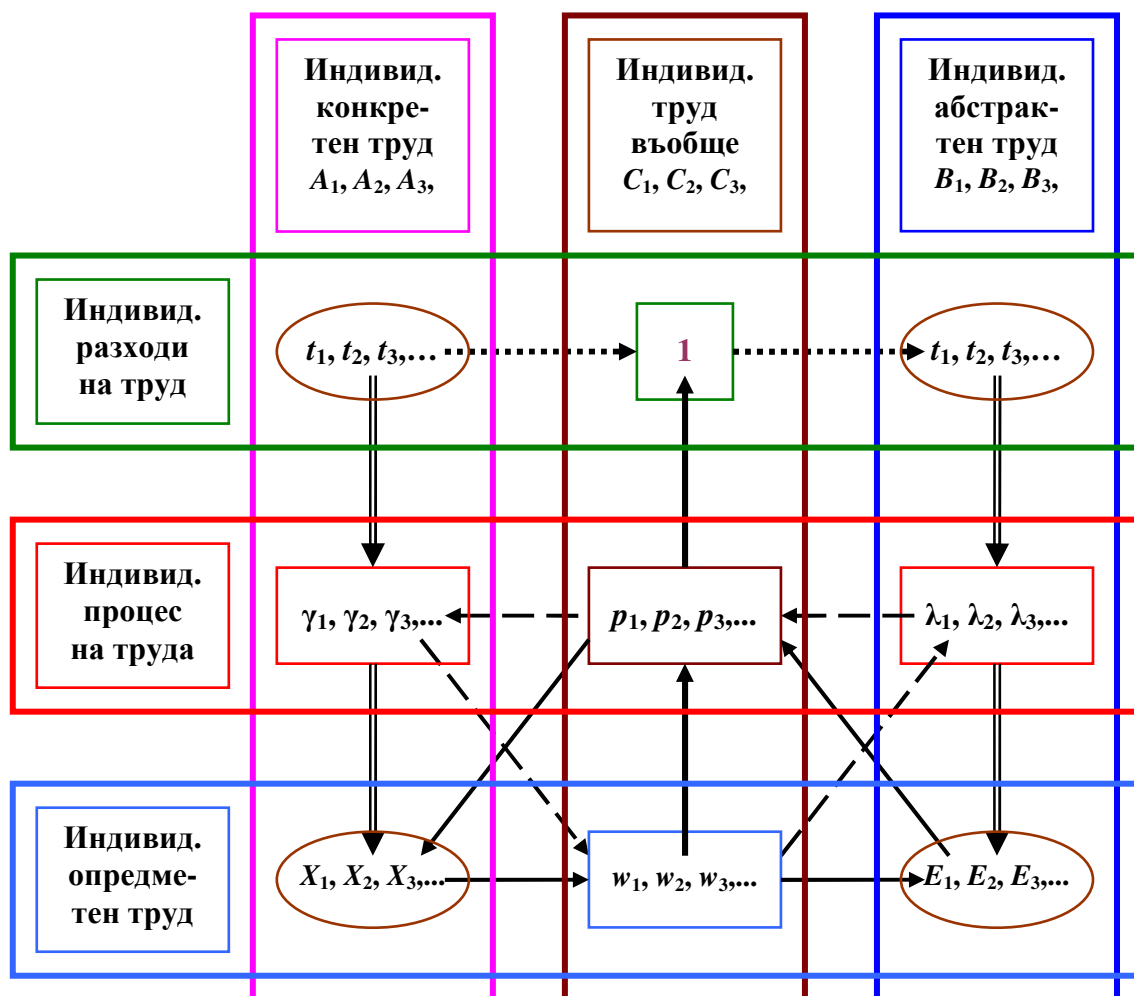 Индивид.
конкре-
тен труд
A₁, A₂, A₃,
Индивид.
труд
въобще
C₁, C₂, C₃,
Индивид.
абстрак-
тен труд
B₁, B₂, B₃,
Индивид.
разходи
на труд
t₁, t₂, t₃,...
1
t₁, t₂, t₃,...
Индивид.
процес
на труда
γ₁, γ₂, γ₃,...
p₁, p₂, p₃,...
λ₁, λ₂, λ₃,...
Индивид.
опредме-
тен труд
X₁, X₂, X₃,...
w₁, w₂, w₃,...
E₁, E₂, E₃,...